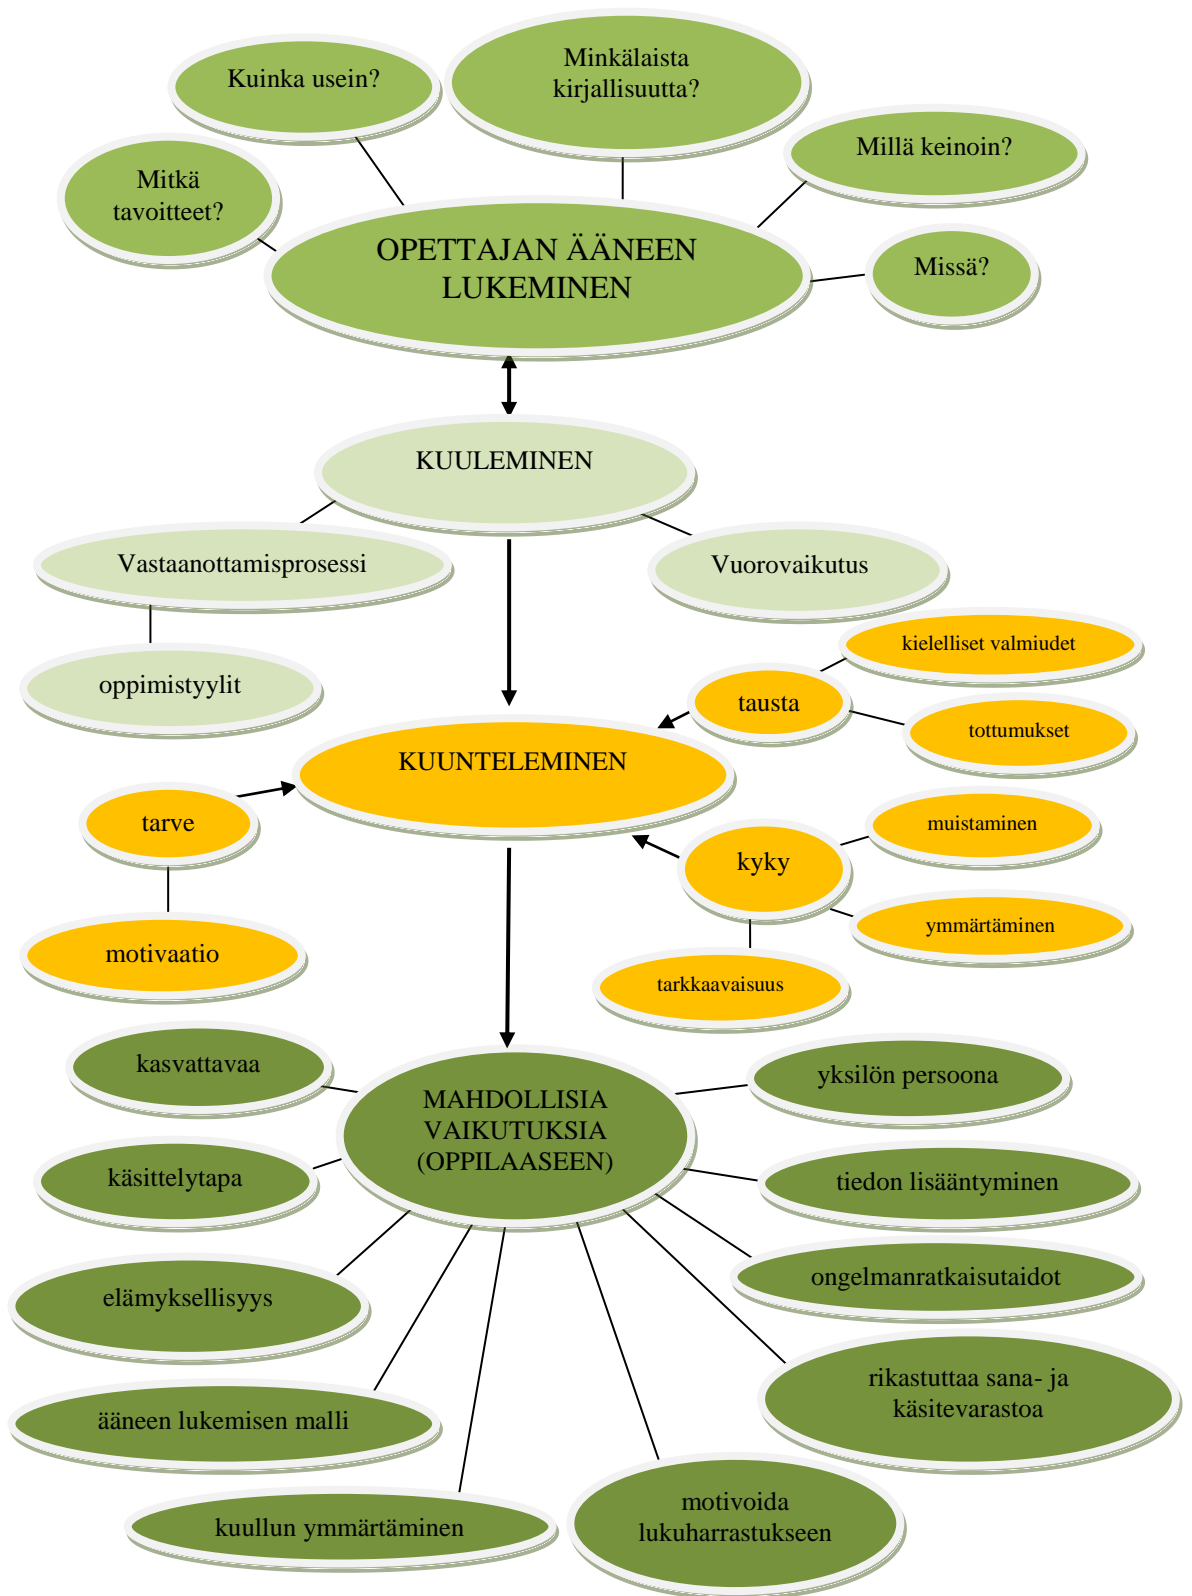 Kuinka usein?
Minkälaista
kirjallisuutta?
Millä keinoin?
Mitkä
tavoitteet?
OPETTAJAN ÄÄNEEN
LUKEMINEN
Missä?
KUULEMINEN
Vastaanottamisprosessi
Vuorovaikutus
kielelliset valmiudet
oppimistyylit
tausta
tottumukset
KUUNTELEMINEN
tarve
muistaminen
kyky
motivaatio
ymmärtäminen
tarkkaavaisuus
kasvattavaa
yksilön persoona
MAHDOLLISIA
VAIKUTUKSIA
(OPPILAASEEN)
käsittelytapa
tiedon lisääntyminen
elämyksellisyys
ongelmanratkaisutaidot
rikastuttaa sana- ja
käsitevarastoa
ääneen lukemisen malli
motivoida
lukuharrastukseen
kuullun ymmärtäminen